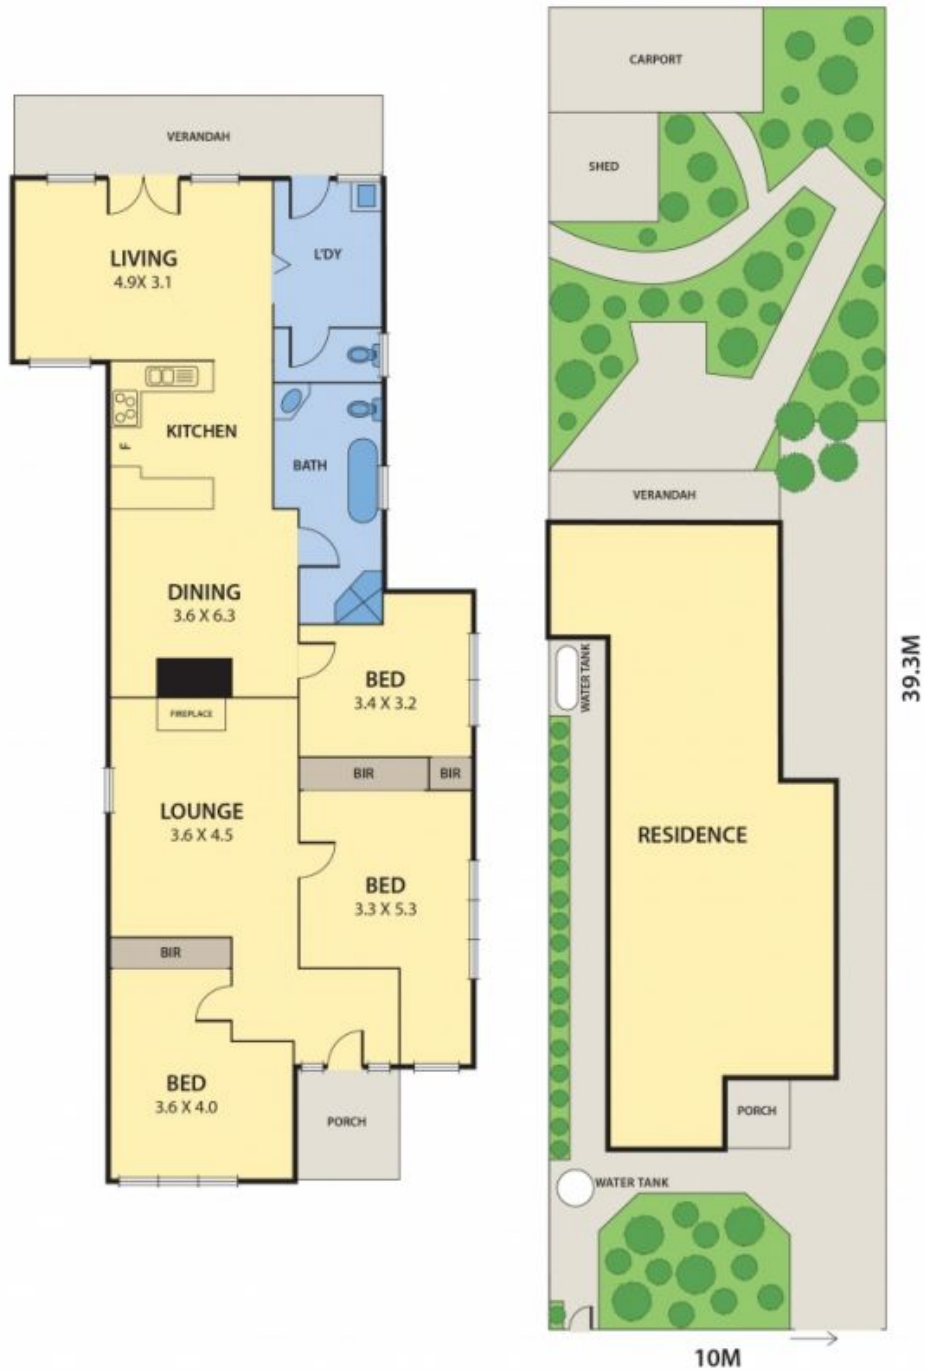 VERANDAH
LIVING
4.9X 3.1
L'DY
KITCHEN
F
BATH
DINING
3.6 X 6.3
BED
3.4 X 3.2
FIREPLACE
BIR
BIR
LOUNGE
3.6 X 4.5
BED
3.3 X 5.3
BIR
BED
3.6 X 4.0
PORCH
CARPORT
SHED
VERANDAH
WATER TANK
39.3M
RESIDENCE
PORCH
WATER TANK
10M